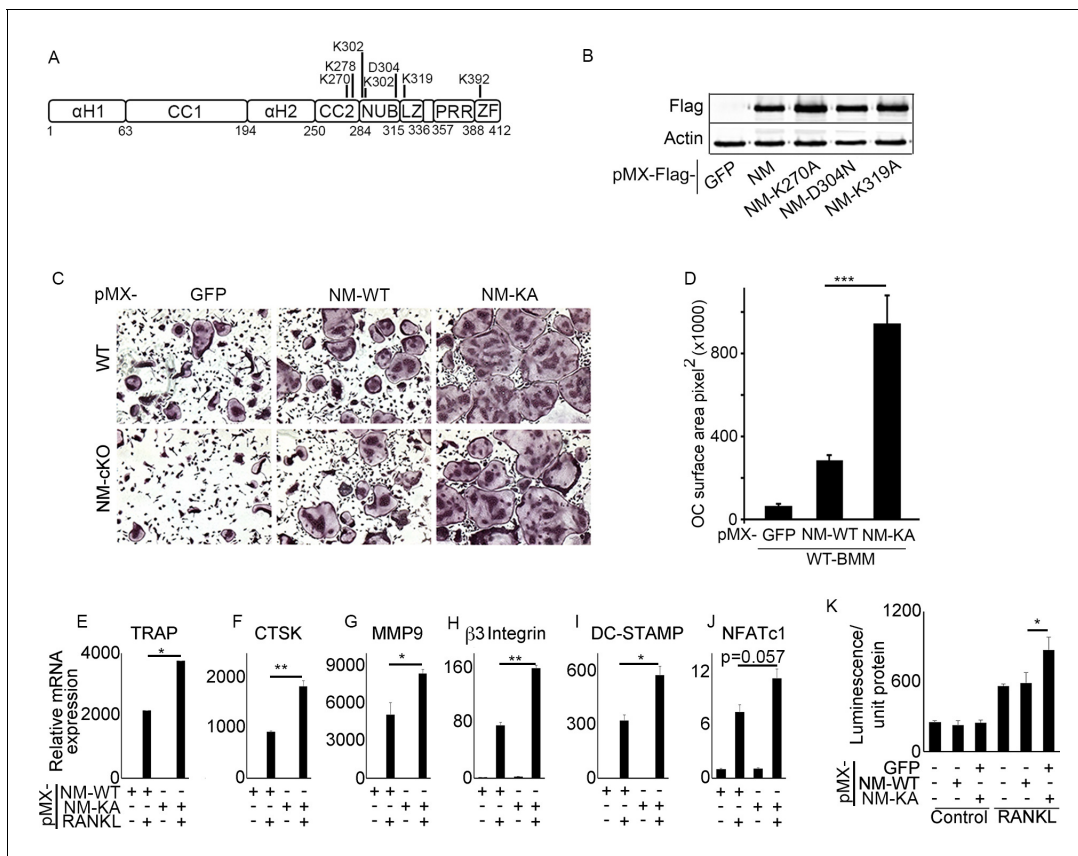 A
K302
K278 D304
K270 K302 K319 K392
αH1 CC1 αH2 CC2 NUB LZ PRR ZF
1 63 194 250 284 315 336 357 388 412
B
Flag
Actin
pMX-Flag- GFP NM NM-K270A NM-D304N NM-K319A
C
pMX- GFP NM-WT NM-KA
WT
NM-cKO
D
***
OC surface area pixel² (x1000)
800
400
0
pMX- GFP NM-WT NM-KA
WT-BMM
E F G H I J
TRAP CTSK MMP9 β3 Integrin DC-STAMP NFATc1
p=0.057
* ** * ** *
Relative mRNA
expression
4000
2000
0
2000
1000
0
9000
6000
3000
0
160
80
0
600
300
0
12
6
0
pMX-
NM-WT + + - - + + - - + + - - + + - - + + - - + + - -
NM-KA - - + + - - + + - - + + - - + + - - + + - - + +
RANKL - + - + - + - + - + - + - + - + - + - + - + - +
K
1200
600
0
*
Luminescence/
unit protein
pMX-
GFP - - + - - +
NM-WT - + - - + -
NM-KA - - + - - +
Control RANKL